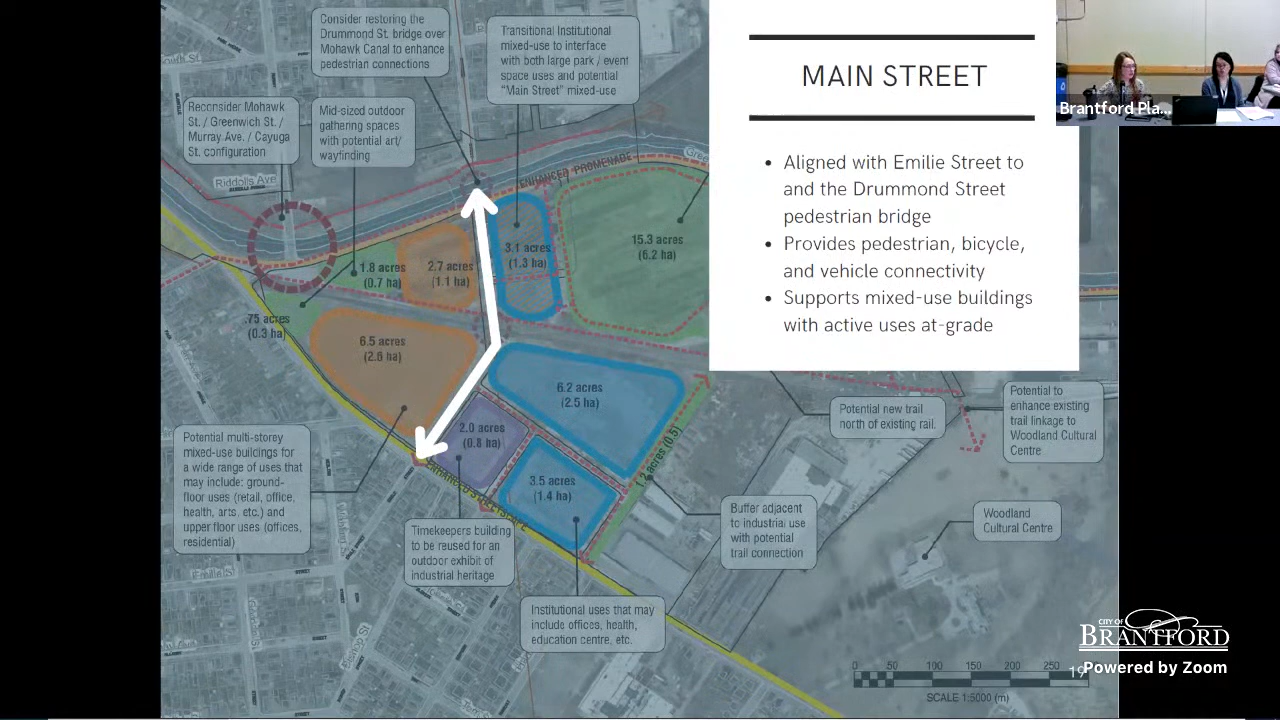 Consider restoring the
Drummond St. bridge over
Mohawk Canal to enhance
pedestrian connections
Transitional Institutional
mixed-use to interface
with both large park / event
space uses and potential
"Main Street" mixed-use
Reconsider Mohawk
St. / Greenwich St. /
Murray Ave. / Cayuga
St. configuration
Mid-sized outdoor
gathering spaces
with potential art/
wayfinding
Riddolls Ave
ENHANCED PROMENADE
Gre
MAIN STREET
Aligned with Emilie Street to
and the Drummond Street
pedestrian bridge
Provides pedestrian, bicycle,
and vehicle connectivity
Supports mixed-use buildings
with active uses at-grade
Brantford Pla...
1.8 acres
(0.7 ha)
2.7 acres
(1.1 ha)
3.1 acres
(1.3 ha)
15.3 acres
(6.2 ha)
.75 acres
(0.3 ha)
6.5 acres
(2.6 ha)
6.2 acres
(2.5 ha)
2.0 acres
(0.8 ha)
3.5 acres
(1.4 ha)
1.2 acres (0.5)
ENHANCED STREETSCAPE
Potential new trail
north of existing rail.
Potential to
enhance existing
trail linkage to
Woodland Cultural
Centre
Potential multi-storey
mixed-use buildings for
a wide range of uses that
may include: ground-
floor uses (retail, office,
health, arts, etc.) and
upper floor uses (offices,
residential)
Timekeepers building
to be reused for an
outdoor exhibit of
industrial heritage
Buffer adjacent
to industrial use
with potential
trail connection
Woodland
Cultural Centre
Institutional uses that may
include offices, health,
education centre, etc.
0 50 100 150 200 250
SCALE 1:5000 (m)
19
CITY OF
BRANTFORD
Powered by Zoom